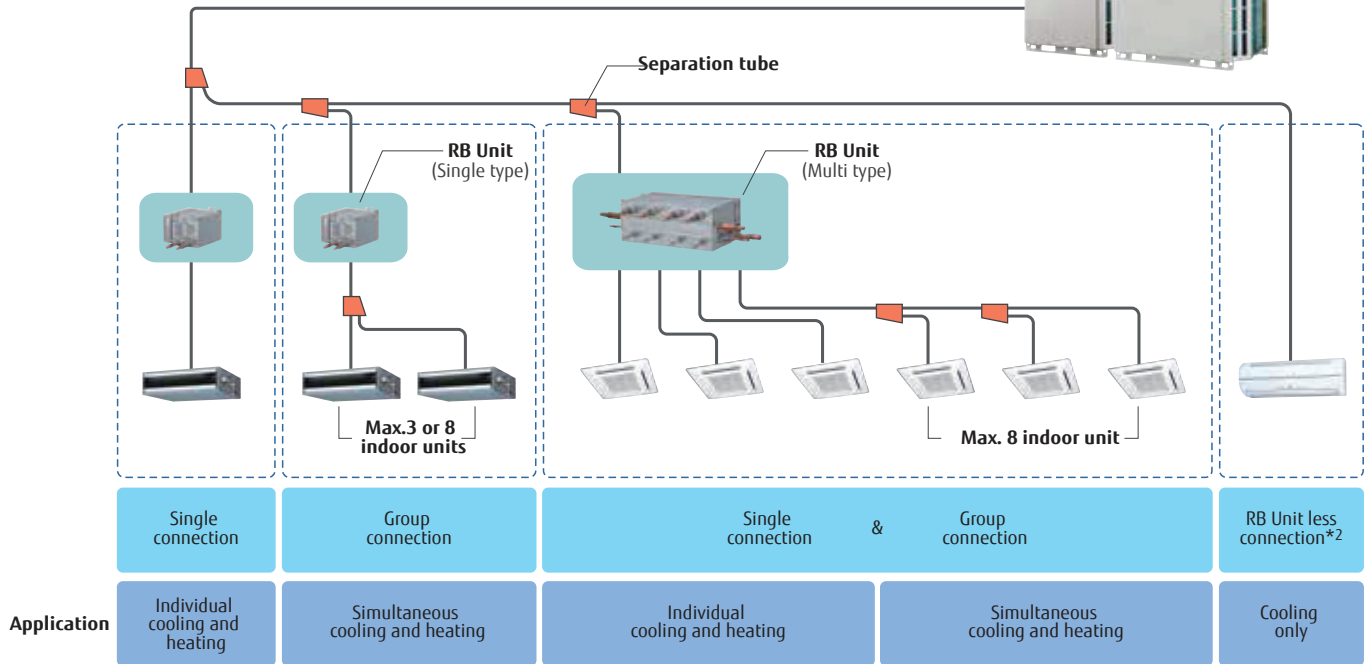 Separation tube
RB Unit
(Single type)
RB Unit
(Multi type)
Max.3 or 8
indoor units
Max. 8 indoor unit
Single
connection
Group
connection
Single
connection
&
Group
connection
RB Unit less
connection*2
Application
Individual
cooling and
heating
Simultaneous
cooling and heating
Individual
cooling and heating
Simultaneous
cooling and heating
Cooling
only